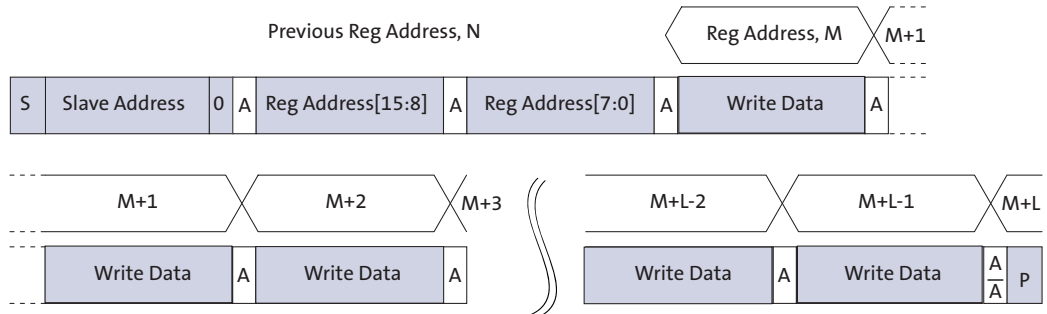 Previous Reg Address, N Reg Address, M M+1
S Slave Address 0 A Reg Address[15:8] A Reg Address[7:0] A Write Data A
M+1 M+2 M+3 M+L-2 M+L-1 M+L
Write Data A Write Data A Write Data A Write Data A/A̅ P